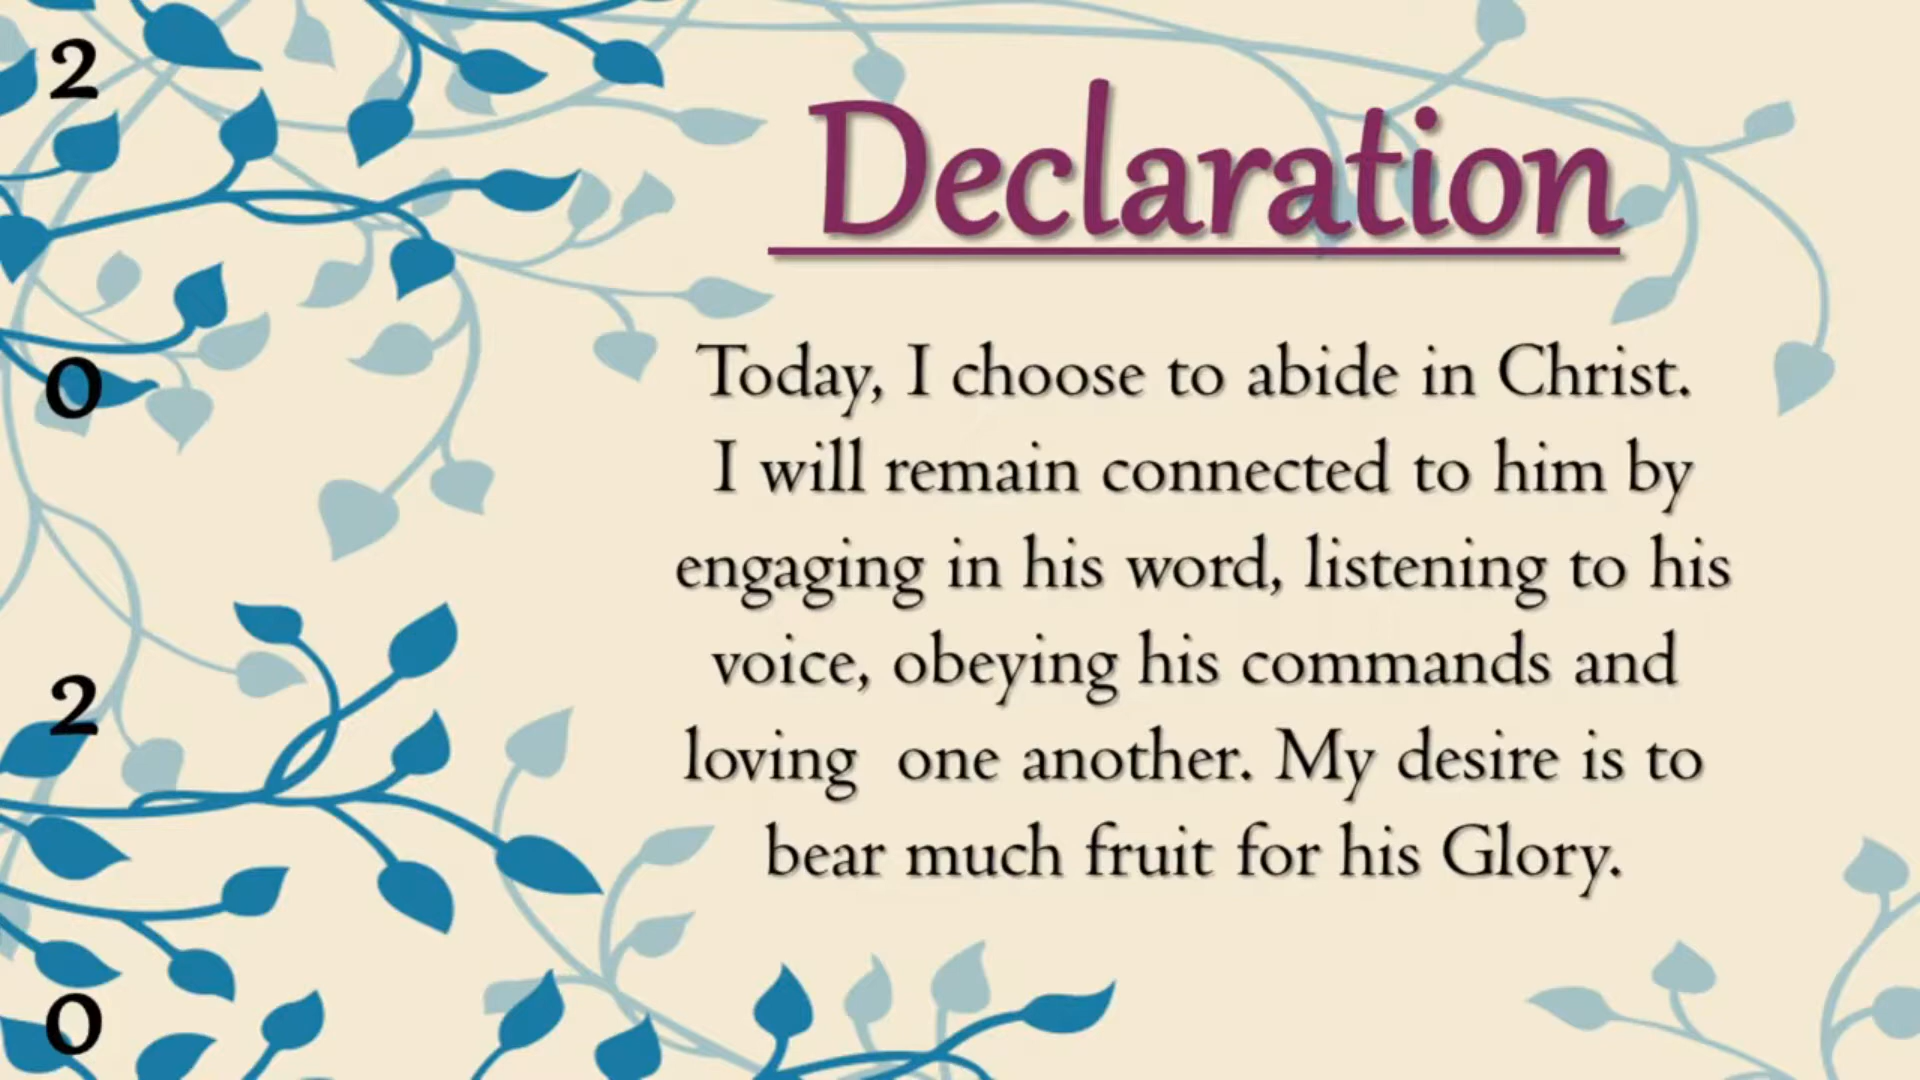 2
0
2
0
Declaration
Today, I choose to abide in Christ.
I will remain connected to him by
engaging in his word, listening to his
voice, obeying his commands and
loving  one another. My desire is to
bear much fruit for his Glory.